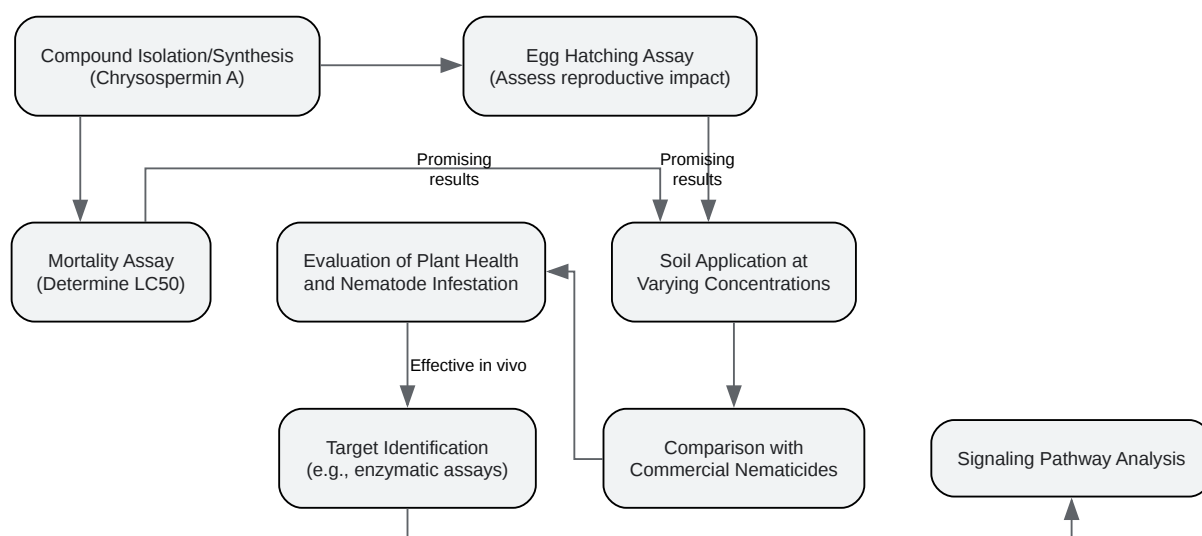 Compound Isolation/Synthesis
(Chrysospermin A)
Egg Hatching Assay
(Assess reproductive impact)
Promising
results
Promising
results
Mortality Assay
(Determine LC50)
Evaluation of Plant Health
and Nematode Infestation
Soil Application at
Varying Concentrations
Effective in vivo
Target Identification
(e.g., enzymatic assays)
Comparison with
Commercial Nematicides
Signaling Pathway Analysis